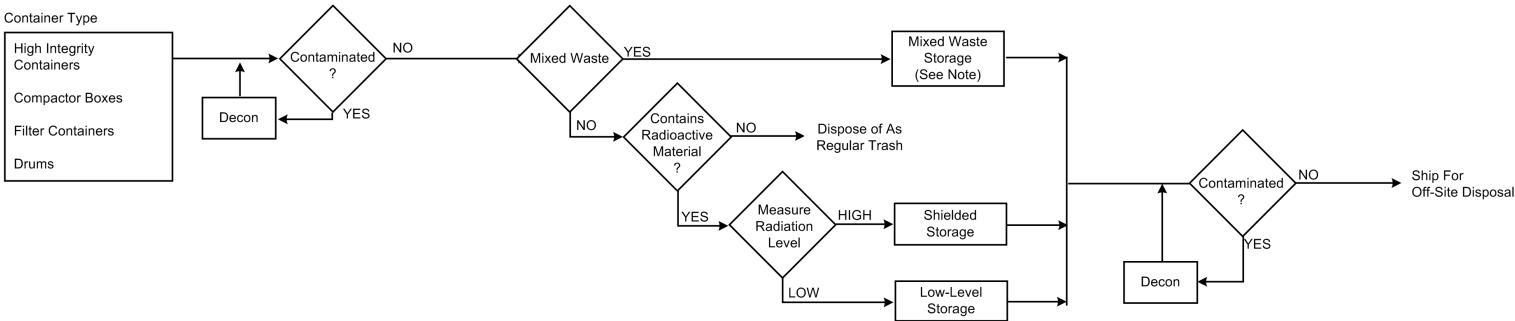 Container Type
High Integrity
Containers
Compactor Boxes
Filter Containers
Drums
Contaminated
?
NO
YES
Decon
Mixed Waste
YES
NO
Mixed Waste
Storage
(See Note)
Contains
Radioactive
Material
?
NO
YES
Dispose of As
Regular Trash
Measure
Radiation
Level
HIGH
LOW
Shielded
Storage
Low-Level
Storage
Contaminated
?
NO
YES
Decon
Ship For
Off-Site Disposal